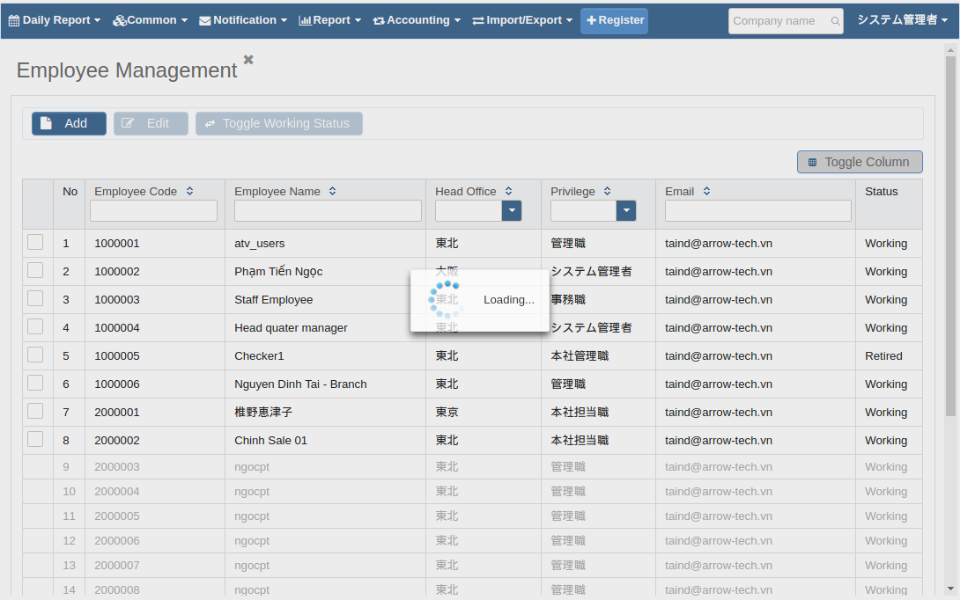 Daily Report Common Notification Report Accounting Import/Export Register Company name システム管理者
Employee Management
Add Edit Toggle Working Status
Toggle Column
No Employee Code Employee Name Head Office Privilege Email Status
1 1000001 atv_users 東北 管理職 taind@arrow-tech.vn Working
2 1000002 Phạm Tiến Ngọc 大阪 システム管理者 taind@arrow-tech.vn Working
3 1000003 Staff Employee 東北 事務職 taind@arrow-tech.vn Working
Loading...
4 1000004 Head quater manager 東北 システム管理者 taind@arrow-tech.vn Working
5 1000005 Checker1 東北 本社管理職 taind@arrow-tech.vn Retired
6 1000006 Nguyen Dinh Tai - Branch 東北 管理職 taind@arrow-tech.vn Working
7 2000001 椎野恵津子 東京 本社担当職 taind@arrow-tech.vn Working
8 2000002 Chinh Sale 01 東北 本社担当職 taind@arrow-tech.vn Working
9 2000003 ngocpt 東北 管理職 taind@arrow-tech.vn Working
10 2000004 ngocpt 東北 管理職 taind@arrow-tech.vn Working
11 2000005 ngocpt 東北 管理職 taind@arrow-tech.vn Working
12 2000006 ngocpt 東北 管理職 taind@arrow-tech.vn Working
13 2000007 ngocpt 東北 管理職 taind@arrow-tech.vn Working
14 2000008 ngocpt 東北 管理職 taind@arrow-tech.vn Working